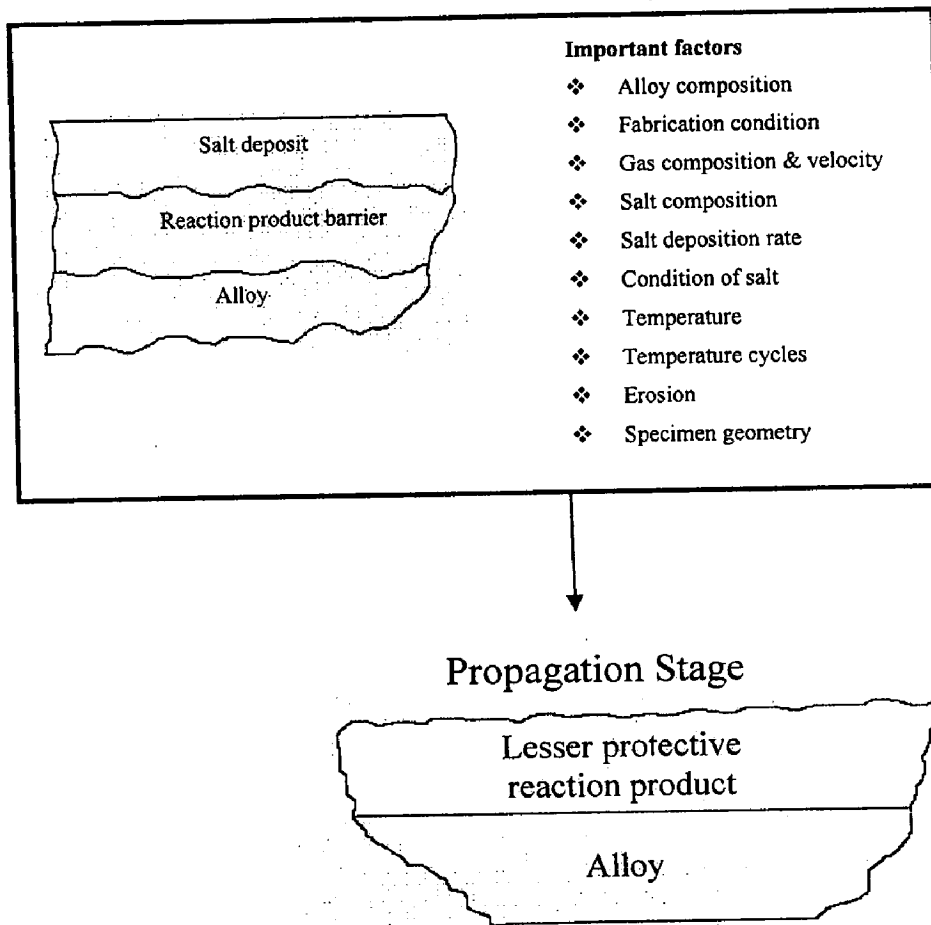 Important factors
❖ Alloy composition
❖ Fabrication condition
❖ Gas composition & velocity
❖ Salt composition
❖ Salt deposition rate
❖ Condition of salt
❖ Temperature
❖ Temperature cycles
❖ Erosion
❖ Specimen geometry
Salt deposit
Reaction product barrier
Alloy
Propagation Stage
Lesser protective
reaction product
Alloy